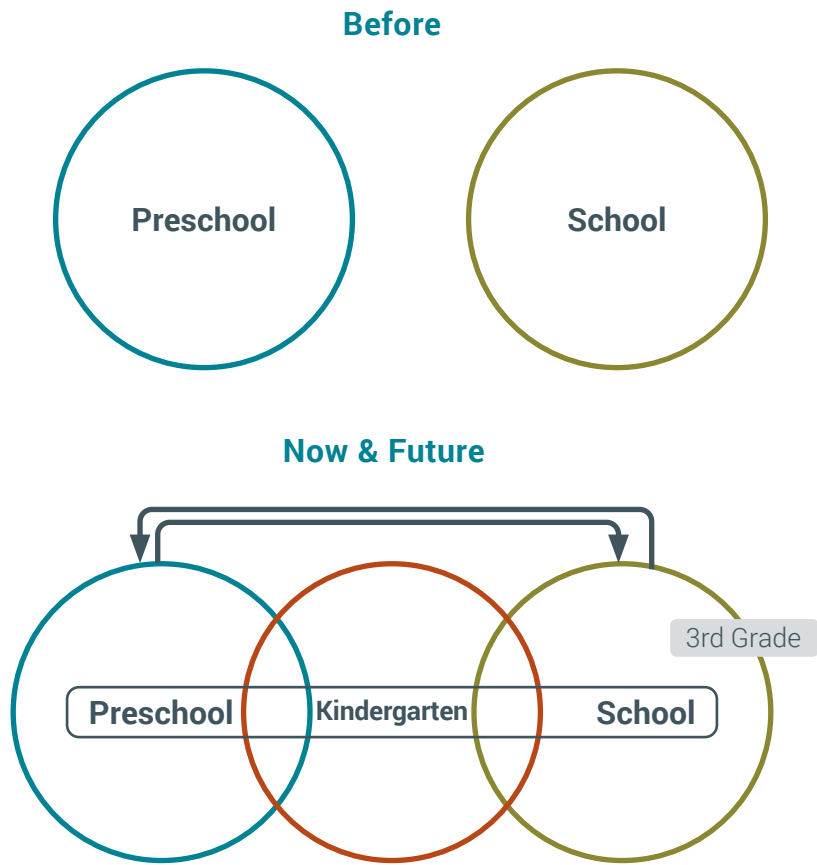 Before
Preschool
School
Now & Future
3rd Grade
Preschool
Kindergarten
School